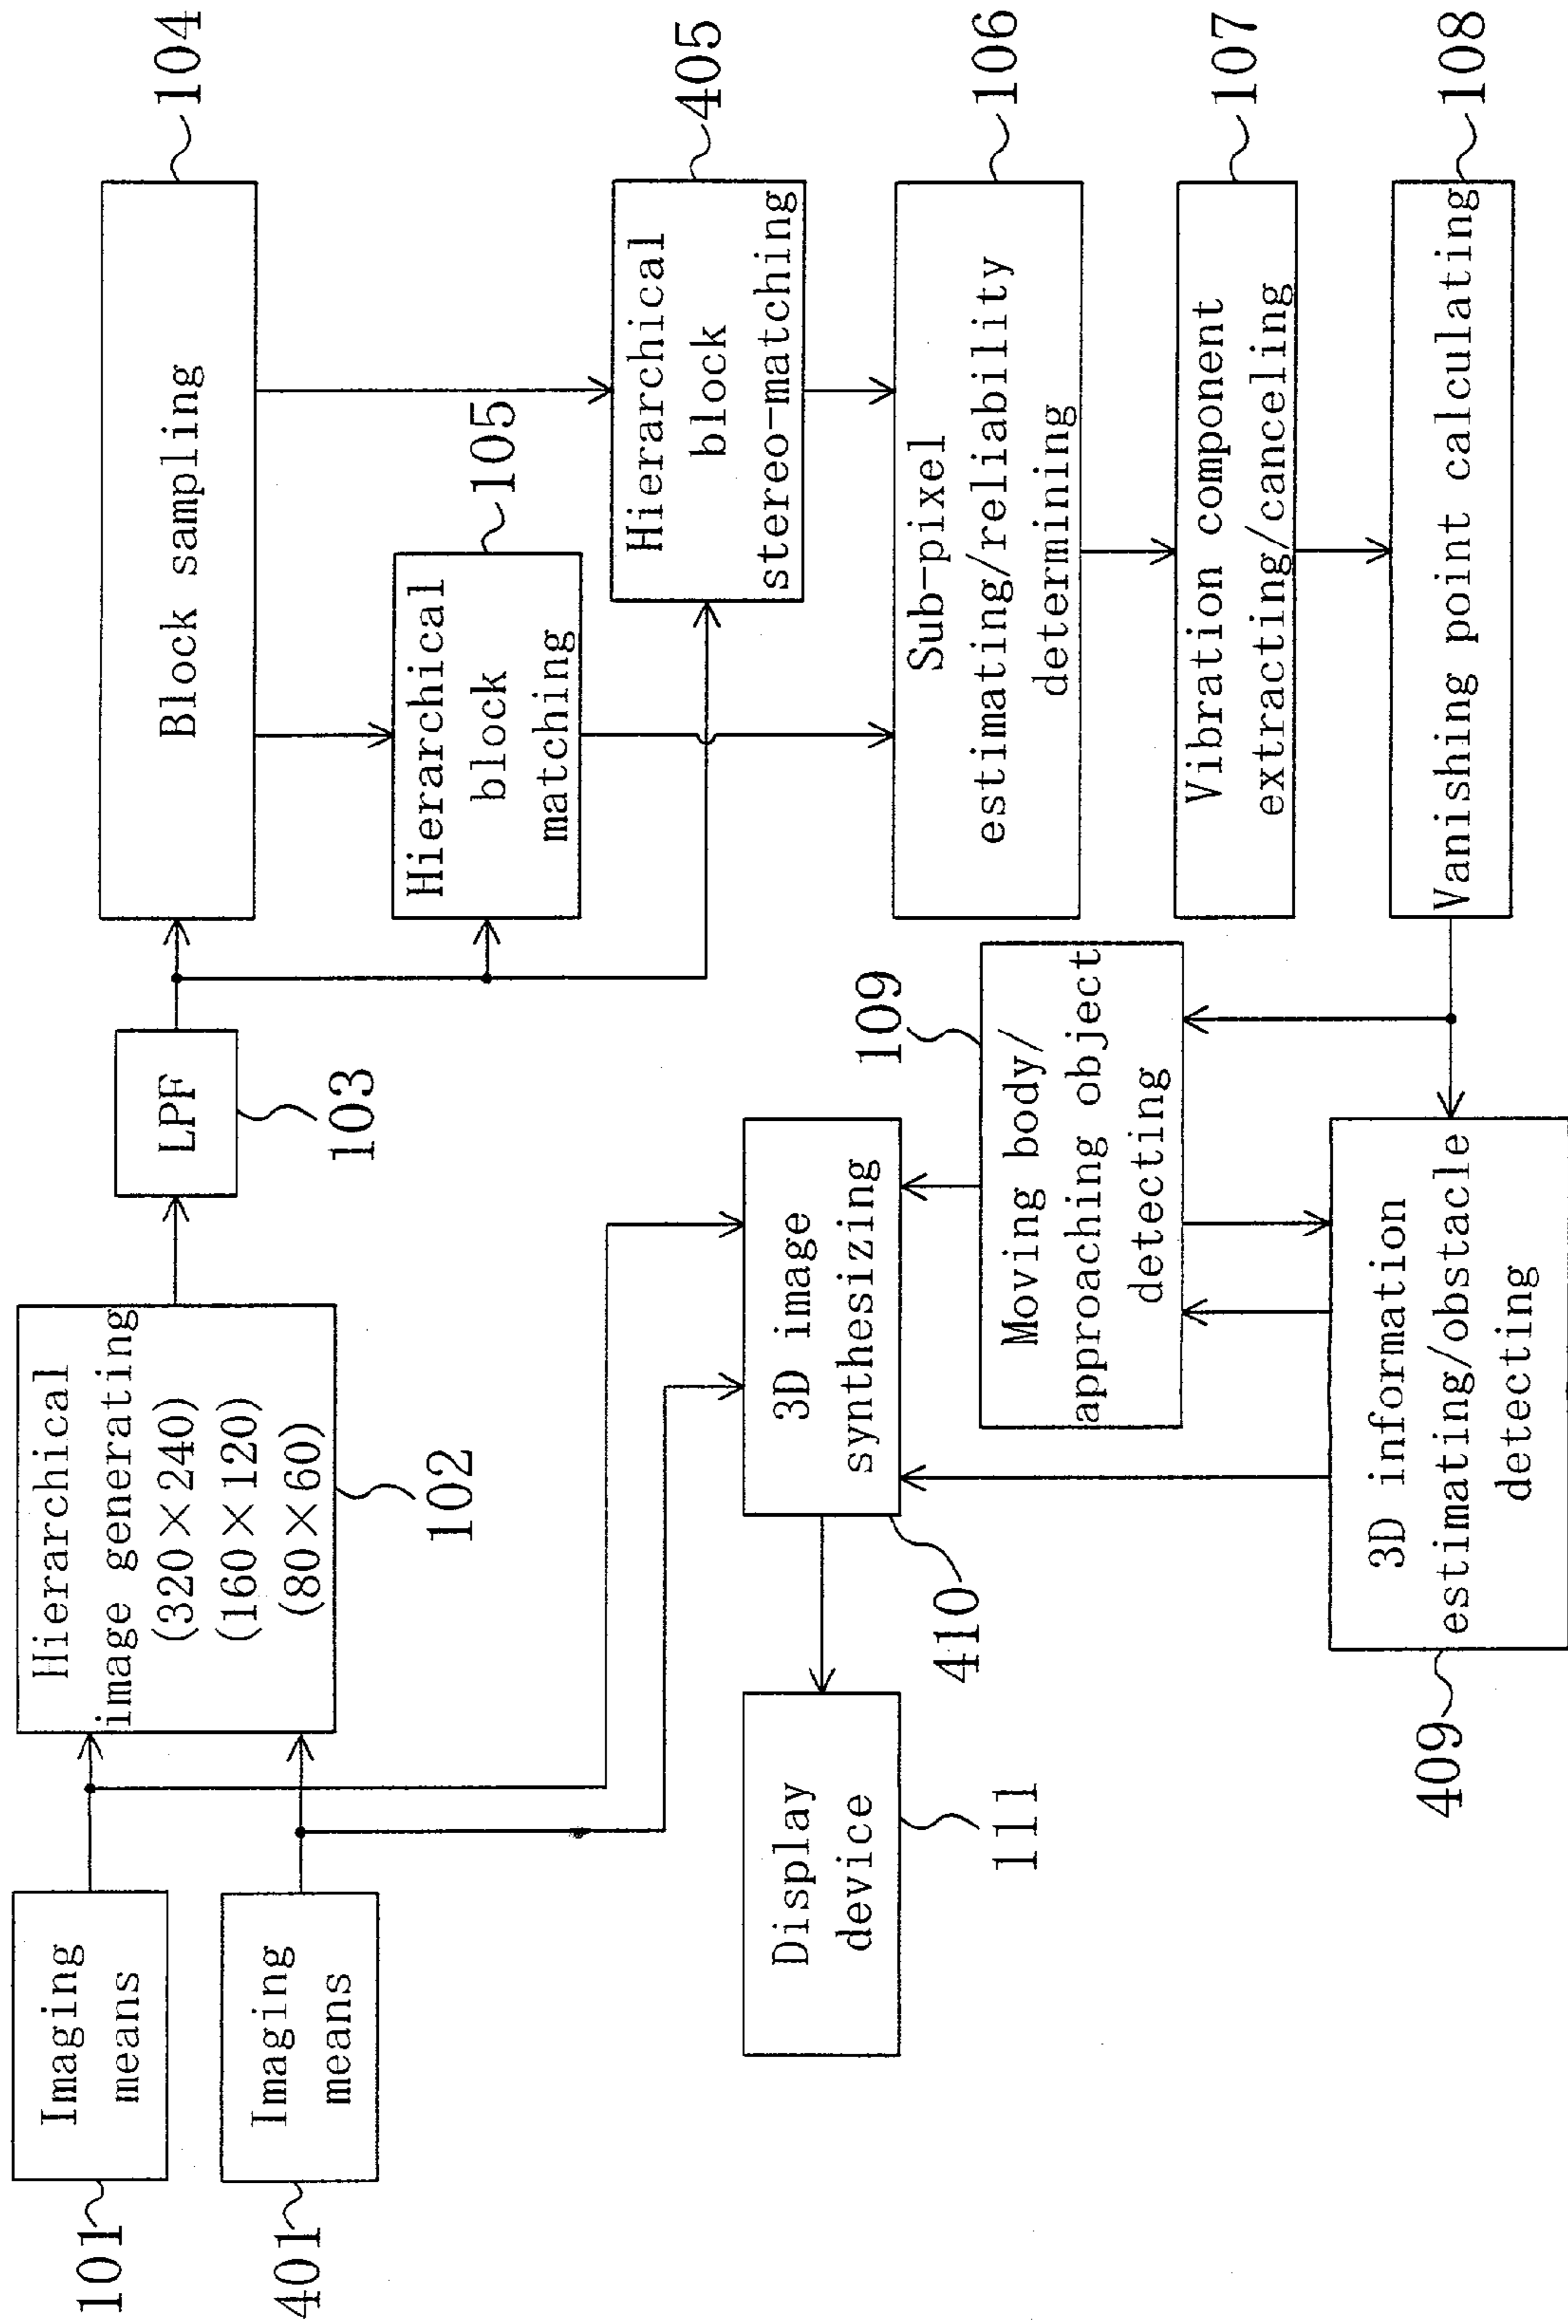 Imaging
means
101
Imaging
means
401
Hierarchical
image generating
(320×240)
(160×120)
(80×60)
102
LPF
103
Block sampling
104
Hierarchical
block
matching
105
Hierarchical
block
stereo-matching
405
Sub-pixel
estimating/reliability
determining
106
Vibration component
extracting/canceling
107
Vanishing point calculating
108
Moving body/
approaching object
detecting
109
3D information
estimating/obstacle
detecting
409
3D image
synthesizing
410
Display
device
111